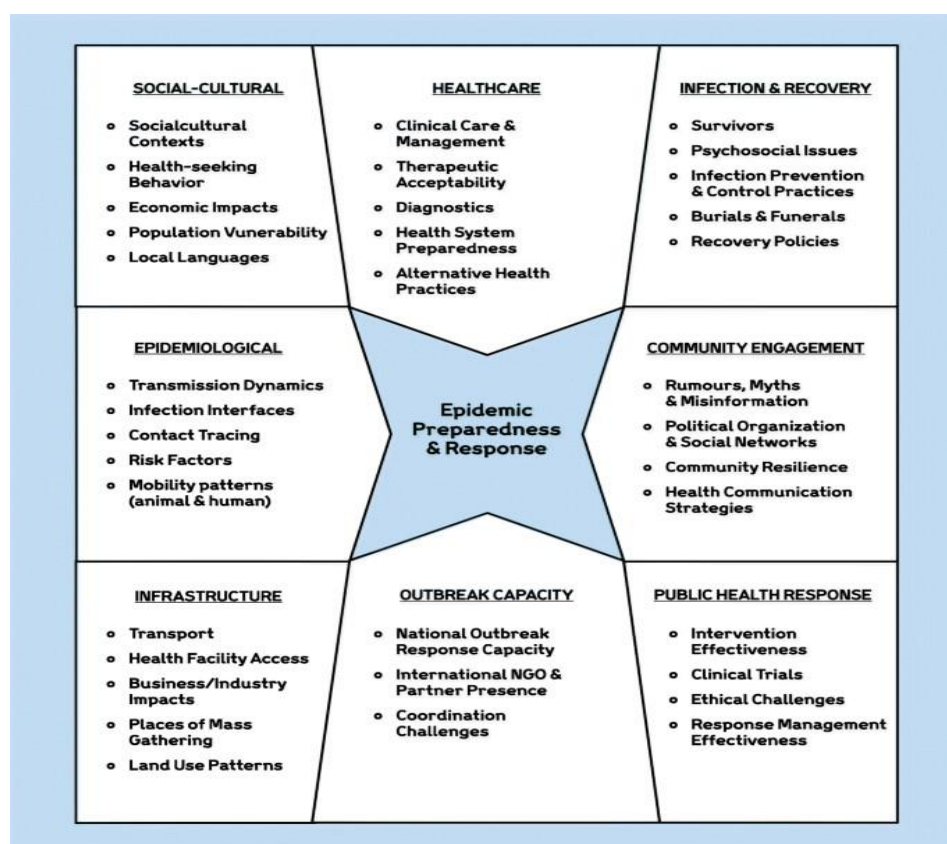 SOCIAL-CULTURAL
o Socialcultural
Contexts
o Health-seeking
Behavior
o Economic Impacts
o Population Vunerability
o Local Languages
HEALTHCARE
o Clinical Care &
Management
o Therapeutic
Acceptability
o Diagnostics
o Health System
Preparedness
o Alternative Health
Practices
INFECTION & RECOVERY
o Survivors
o Psychosocial Issues
o Infection Prevention
& Control Practices
o Burials & Funerals
o Recovery Policies
EPIDEMIOLOGICAL
o Transmission Dynamics
o Infection Interfaces
o Contact Tracing
o Risk Factors
o Mobility patterns
(animal & human)
Epidemic
Preparedness
& Response
COMMUNITY ENGAGEMENT
o Rumours, Myths
& Misinformation
o Political Organization
& Social Networks
o Community Resilience
o Health Communication
Strategies
INFRASTRUCTURE
o Transport
o Health Facility Access
o Business/Industry
Impacts
o Places of Mass
Gathering
o Land Use Patterns
OUTBREAK CAPACITY
o National Outbreak
Response Capacity
o International NGO &
Partner Presence
o Coordination
Challenges
PUBLIC HEALTH RESPONSE
o Intervention
Effectiveness
o Clinical Trials
o Ethical Challenges
o Response Management
Effectiveness